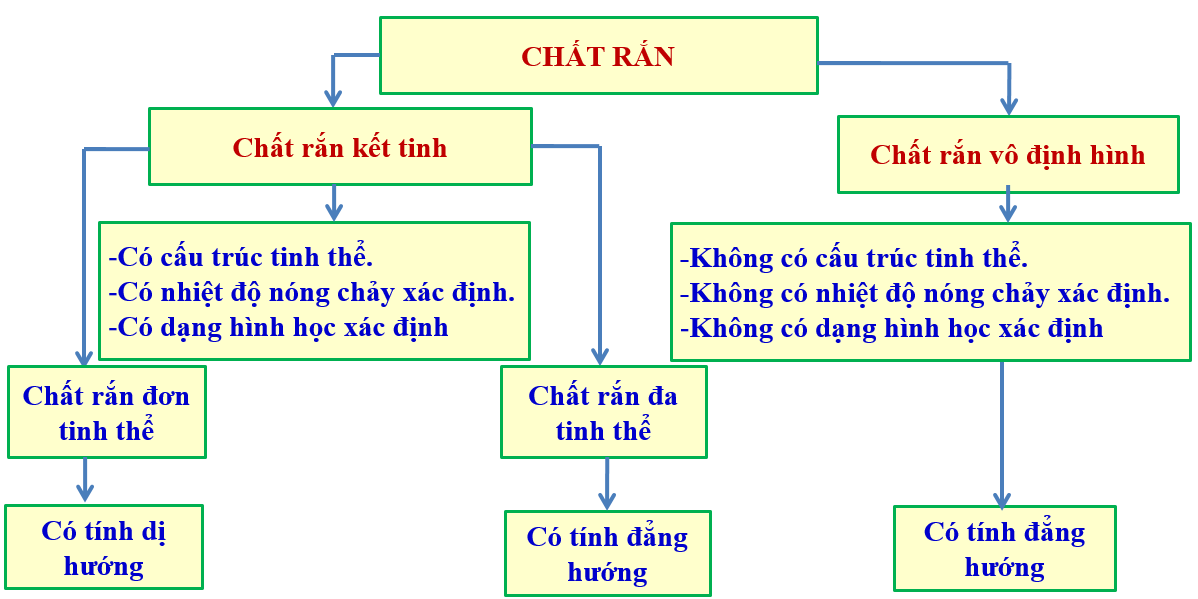 CHẤT RẮN
Chất rắn kết tinh
Chất rắn vô định hình
-Có cấu trúc tinh thể.
-Có nhiệt độ nóng chảy xác định.
-Có dạng hình học xác định
-Không có cấu trúc tinh thể.
-Không có nhiệt độ nóng chảy xác định.
-Không có dạng hình học xác định
Chất rắn đơn
tinh thể
Chất rắn đa
tinh thể
Có tính dị
hướng
Có tính đẳng
hướng
Có tính đẳng
hướng